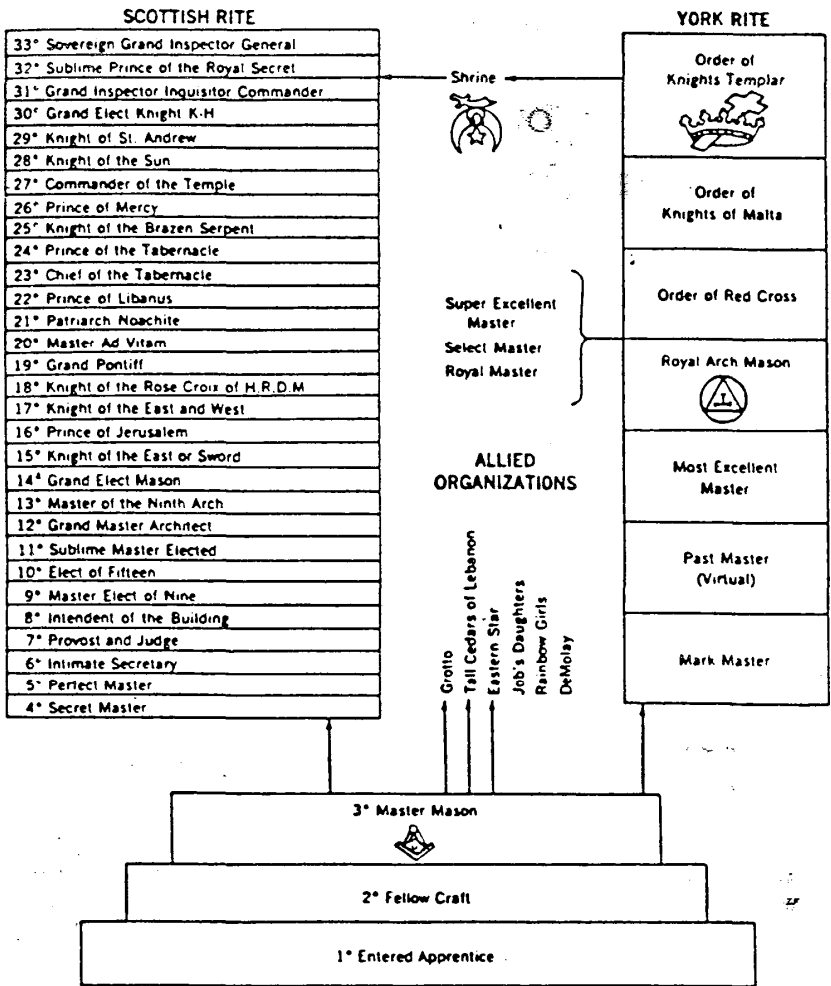 SCOTTISH RITE
33° Sovereign Grand Inspector General
32° Sublime Prince of the Royal Secret
31° Grand Inspector Inquisitor Commander
30° Grand Elect Knight K-H
29° Knight of St. Andrew
28° Knight of the Sun
27° Commander of the Temple
26° Prince of Mercy
25° Knight of the Brazen Serpent
24° Prince of the Tabernacle
23° Chief of the Tabernacle
22° Prince of Libanus
21° Patriarch Noachite
20° Master Ad Vitam
19° Grand Pontiff
18° Knight of the Rose Croix of H.R.D.M
17° Knight of the East and West
16° Prince of Jerusalem
15° Knight of the East or Sword
14° Grand Elect Mason
13° Master of the Ninth Arch
12° Grand Master Architect
11° Sublime Master Elected
10° Elect of Fifteen
9° Master Elect of Nine
8° Intendent of the Building
7° Provost and Judge
6° Intimate Secretary
5° Perfect Master
4° Secret Master
Shrine
Super Excellent
Master
Select Master
Royal Master
ALLIED
ORGANIZATIONS
Grotto
Tall Cedars of Lebanon
Eastern Star
Job's Daughters
Rainbow Girls
DeMolay
YORK RITE
Order of
Knights Templar
Order of
Knights of Malta
Order of Red Cross
Royal Arch Mason
Most Excellent
Master
Past Master
(Virtual)
Mark Master
3° Master Mason
2° Fellow Craft
1° Entered Apprentice